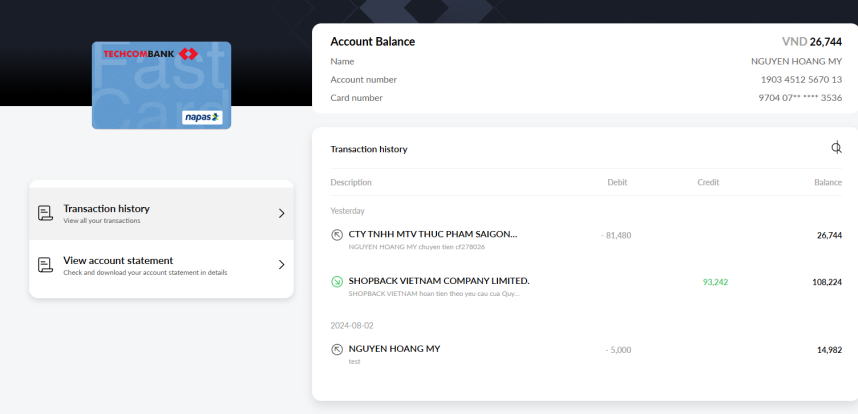 TECHCOMBANK
Fast
Card
napas
Account Balance VND 26,744
Name NGUYEN HOANG MY
Account number 1903 4512 5670 13
Card number 9704 07** **** 3536
Transaction history
View all your transactions
View account statement
Check and download your account statement in details
Transaction history
Description Debit Credit Balance
Yesterday
CTY TNHH MTV THUC PHAM SAIGON... - 81,480 26,744
NGUYEN HOANG MY chuyen tien cf278026
SHOPBACK VIETNAM COMPANY LIMITED. 93,242 108,224
SHOPBACK VIETNAM hoan tien theo yeu cau cua Quy...
2024-08-02
NGUYEN HOANG MY - 5,000 14,982
test